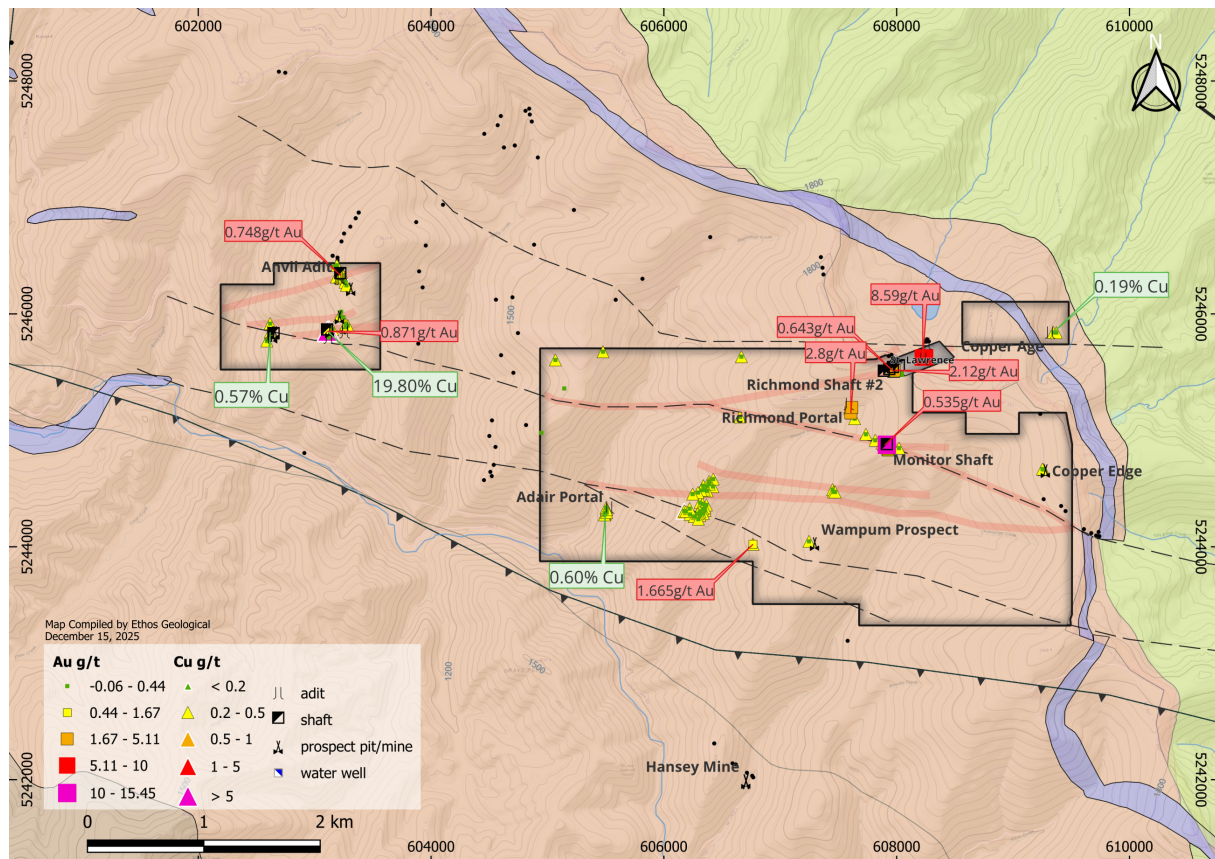 602000
604000
606000
608000
610000
N
5248000
5248000
1800
0.748g/t Au
Anvil Adit
1800
8.59g/t Au
0.19% Cu
5246000
5246000
1500
0.643g/t Au
0.871g/t Au
2.8g/t Au
St. Lawrence
Copper Age
19.80% Cu
0.57% Cu
Richmond Shaft #2
2.12g/t Au
0.535g/t Au
Richmond Portal
Monitor Shaft
Copper Edge
Adair Portal
Wampum Prospect
5244000
5244000
0.60% Cu
1.665g/t Au
Map Compiled by Ethos Geological
December 15, 2025
1200
1500
Au g/t
Cu g/t
-0.06 - 0.44
< 0.2
adit
0.44 - 1.67
0.2 - 0.5
shaft
1.67 - 5.11
0.5 - 1
prospect pit/mine
5.11 - 10
1 - 5
water well
10 - 15.45
> 5
Hansey Mine
5242000
5242000
0
1
2 km
602000
604000
606000
608000
610000